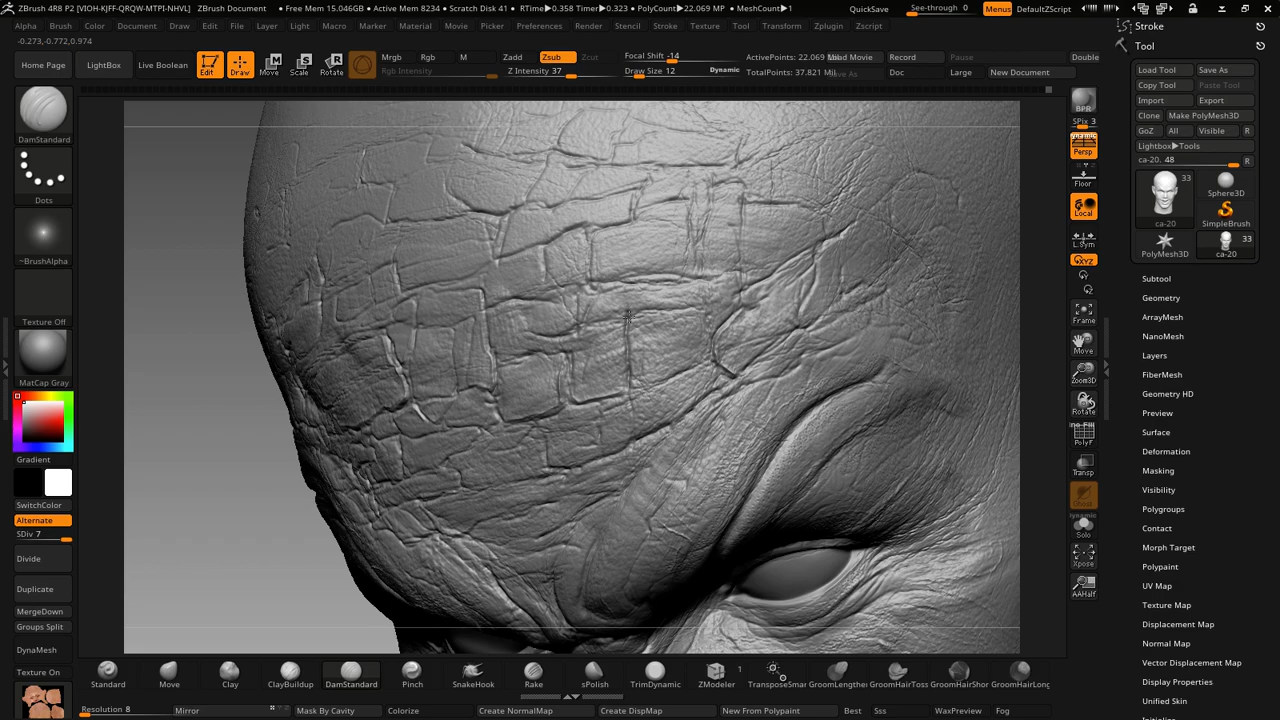 ZBrush 4R8 P2 [VIOH-KJFF-QRQW-MTPI-NHVL] ZBrush Document • Free Mem 15.046GB • Active Mem 8234 • Scratch Disk 41 • RTime▶0.358 Timer▶0.323 • PolyCount▶22.069 MP • MeshCount▶1 QuickSave See-through 0 Menus DefaultZScript
Alpha Brush Color Document Draw Edit File Layer Light Macro Marker Material Movie Picker Preferences Render Stencil Stroke Texture Tool Transform Zplugin Zscript
Stroke
-0.273,-0.772,0.974
Tool
Home Page LightBox Live Boolean Edit Draw Move Scale Rotate
Mrgb Rgb M Zadd Zsub Zcut Focal Shift -14 ActivePoints: 22.069 Record Pause Double
Rgb Intensity Z Intensity 37 Draw Size 12 Dynamic TotalPoints: 37.821 Mil Doc Large New Document
Load Tool Save As
Copy Tool Paste Tool
Import Export
Clone Make PolyMesh3D
GoZ All Visible R
Lightbox▶Tools
ca-20. 48 R
33
ca-20
Sphere3D
SimpleBrush
PolyMesh3D
33
ca-20
Subtool
Geometry
ArrayMesh
NanoMesh
Layers
FiberMesh
Geometry HD
Preview
Surface
Deformation
Masking
Visibility
Polygroups
Contact
Morph Target
Polypaint
UV Map
Texture Map
Displacement Map
Normal Map
Vector Displacement Map
Display Properties
Unified Skin
BPR
SPix 3
Persp
Floor
Local
L.Sym
XYZ
Y
Z
Frame
Move
Zoom3D
Rotate
PolyF
Transp
Dynamic
Solo
Xpose
AAHalf
DamStandard
Dots
~BrushAlpha
Texture Off
MatCap Gray
Gradient
SwitchColor
Alternate
SDiv 7
Divide
Duplicate
MergeDown
Groups Split
DynaMesh
Texture On
Standard Move Clay ClayBuildup DamStandard Pinch SnakeHook Rake sPolish TrimDynamic ZModeler 1 TransposeSmar GroomLengthe GroomHairToss GroomHairShor GroomHairLong
Resolution 8 Mirror Mask By Cavity Colorize Create NormalMap Create DispMap New From Polypaint Best Sss WaxPreview Fog